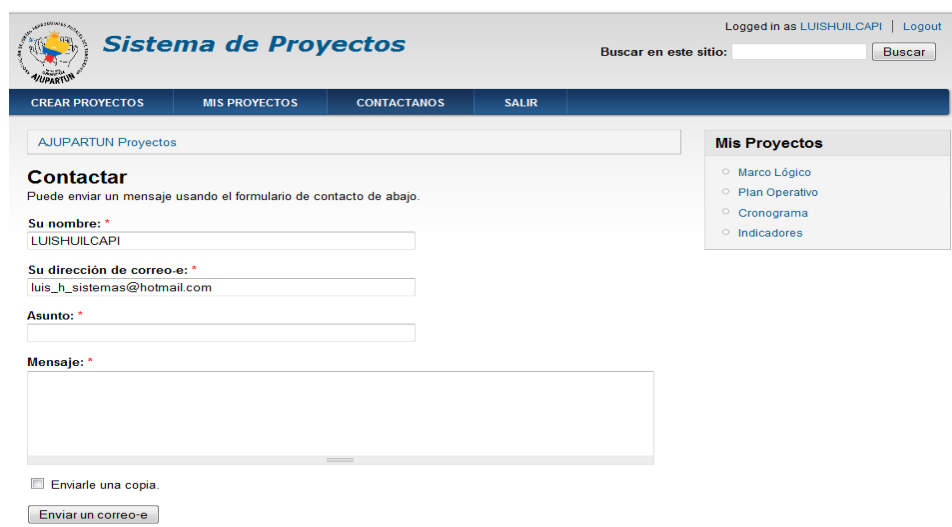 Logged in as LUISHUILCAPI | Logout
Sistema de Proyectos
Buscar en este sitio: Buscar
AJUPARTUN
CREAR PROYECTOS MIS PROYECTOS CONTACTANOS SALIR
AJUPARTUN Proyectos
Contactar
Puede enviar un mensaje usando el formulario de contacto de abajo.
Su nombre: *
LUISHUILCAPI
Su dirección de correo-e: *
luis_h_sistemas@hotmail.com
Asunto: *
Mensaje: *
Enviarle una copia.
Enviar un correo-e
Mis Proyectos
Marco Lógico
Plan Operativo
Cronograma
Indicadores